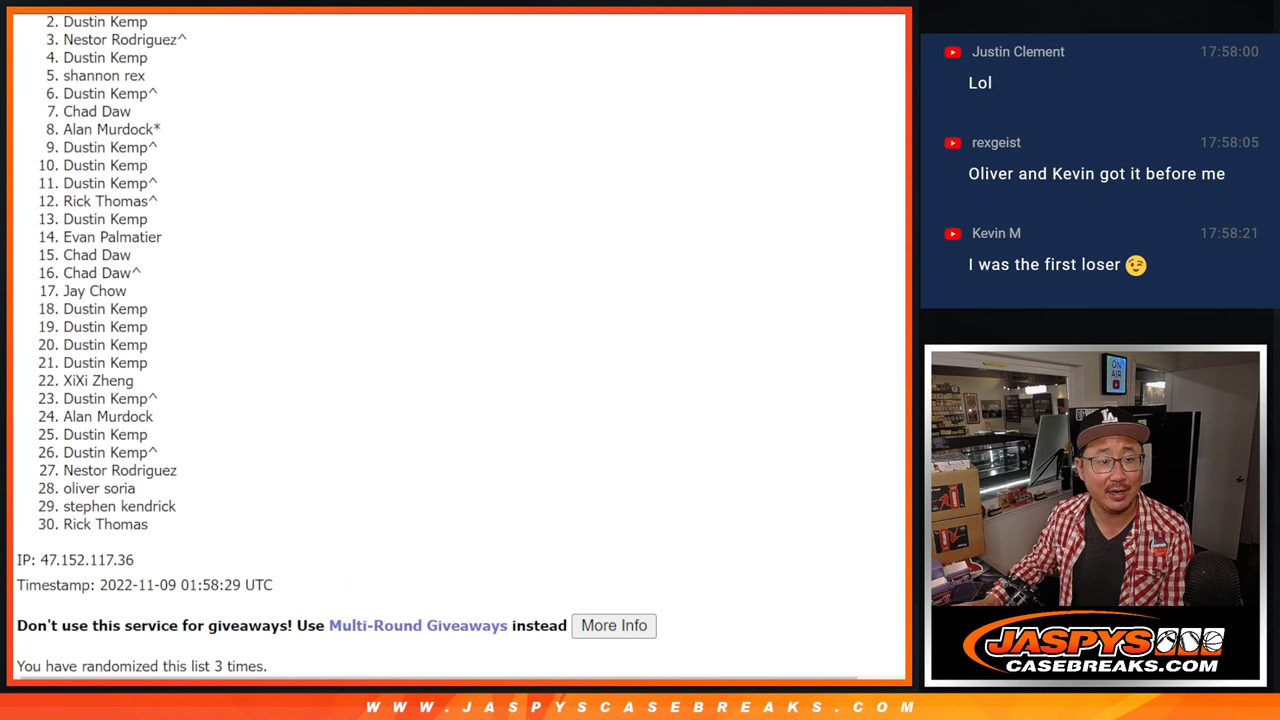 2. Dustin Kemp
3. Nestor Rodriguez^
4. Dustin Kemp
5. shannon rex
6. Dustin Kemp^
7. Chad Daw
8. Alan Murdock*
9. Dustin Kemp^
10. Dustin Kemp
11. Dustin Kemp^
12. Rick Thomas^
13. Dustin Kemp
14. Evan Palmatier
15. Chad Daw
16. Chad Daw^
17. Jay Chow
18. Dustin Kemp
19. Dustin Kemp
20. Dustin Kemp
21. Dustin Kemp
22. XiXi Zheng
23. Dustin Kemp^
24. Alan Murdock
25. Dustin Kemp
26. Dustin Kemp^
27. Nestor Rodriguez
28. oliver soria
29. stephen kendrick
30. Rick Thomas
IP: 47.152.117.36
Timestamp: 2022-11-09 01:58:29 UTC
Don't use this service for giveaways! Use Multi-Round Giveaways instead More Info
You have randomized this list 3 times.
Justin Clement 17:58:00
Lol
rexgeist 17:58:05
Oliver and Kevin got it before me
Kevin M 17:58:21
I was the first loser 😉
ON
AIR
LA
JASPYS
CASEBREAKS.COM
WWW.JASPYSCASEBREAKS.COM